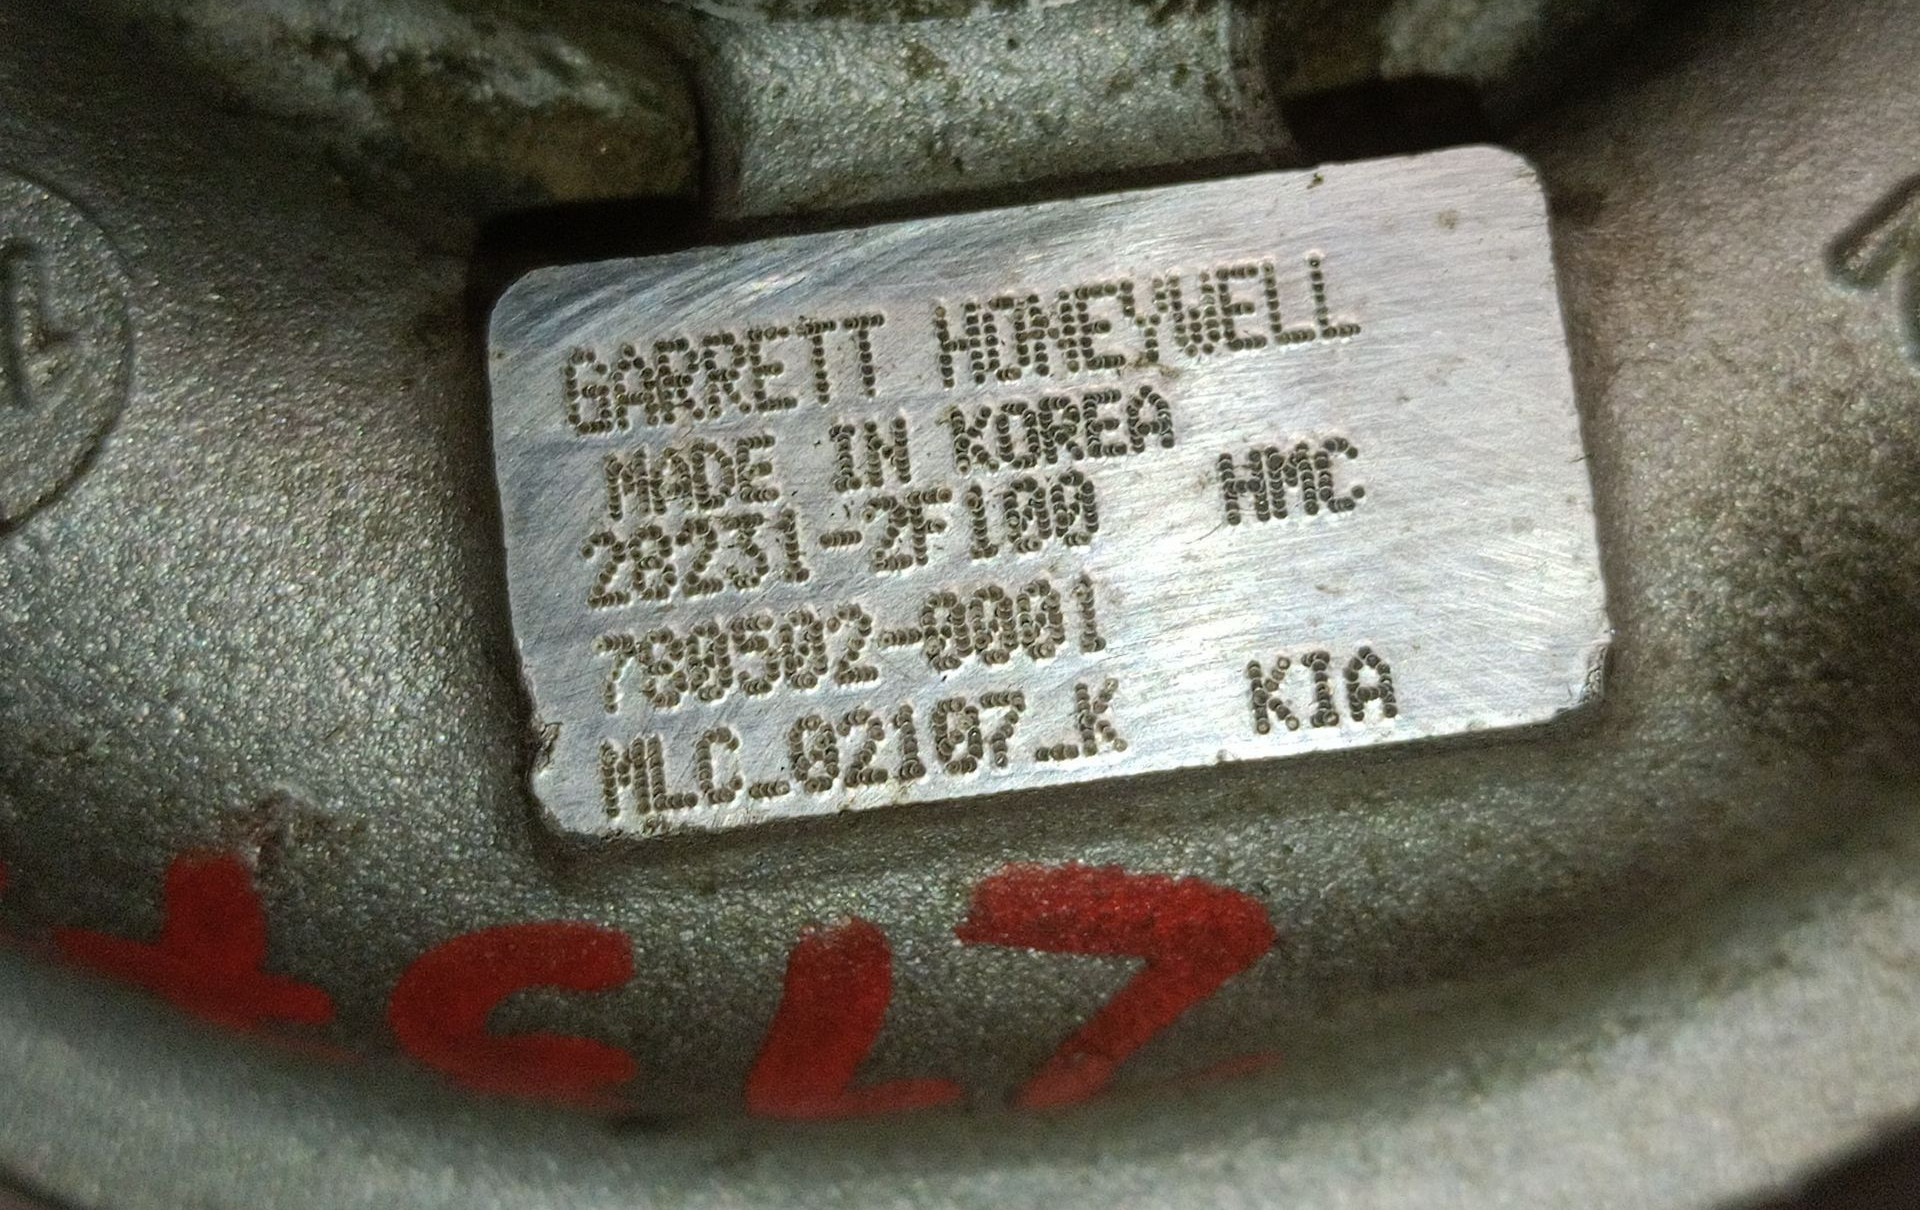 GARRETT HONEYWELL
MADE IN KOREA
28231-2F100 HMC
780502-0001
MLC_02107_K KIA